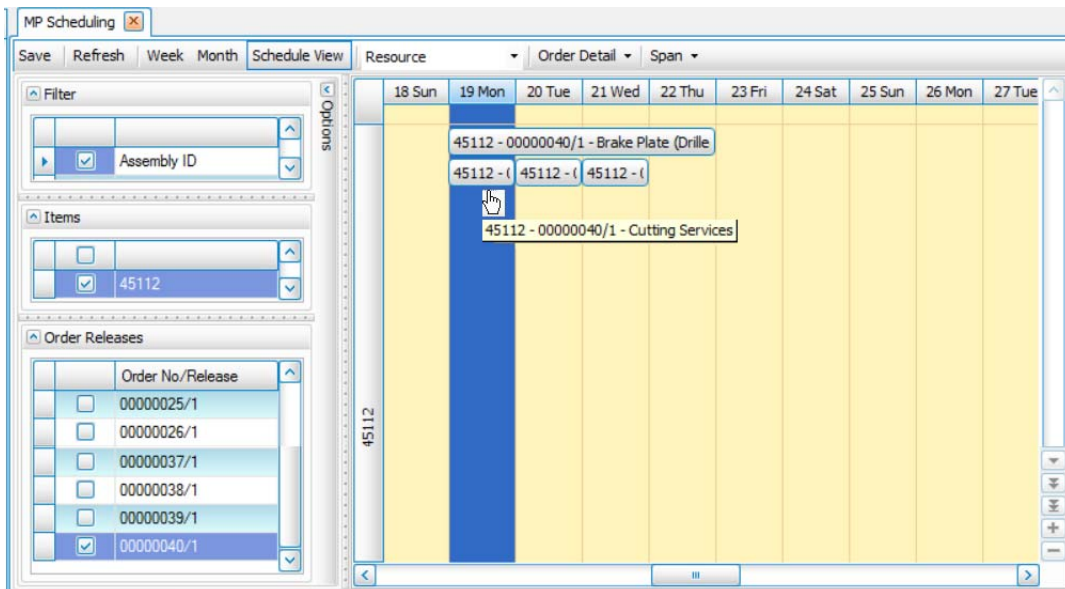 MP Scheduling
Save Refresh Week Month Schedule View Resource Order Detail Span
Filter
Assembly ID
Items
45112
Order Releases
Order No/Release
00000025/1
00000026/1
00000037/1
00000038/1
00000039/1
00000040/1
Options
18 Sun 19 Mon 20 Tue 21 Wed 22 Thu 23 Fri 24 Sat 25 Sun 26 Mon 27 Tue
45112 - 00000040/1 - Brake Plate (Drille
45112 - ( 45112 - ( 45112 - (
45112 - 00000040/1 - Cutting Services
45112